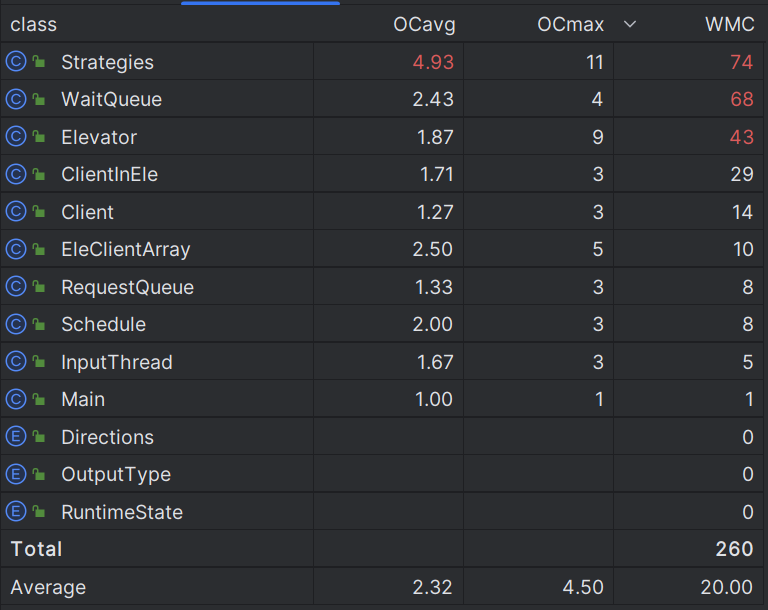 class OCavg OCmax WMC
C Strategies 4.93 11 74
C WaitQueue 2.43 4 68
C Elevator 1.87 9 43
C ClientInEle 1.71 3 29
C Client 1.27 3 14
C EleClientArray 2.50 5 10
C RequestQueue 1.33 3 8
C Schedule 2.00 3 8
C InputThread 1.67 3 5
C Main 1.00 1 1
E Directions 0
E OutputType 0
E RuntimeState 0
Total 260
Average 2.32 4.50 20.00